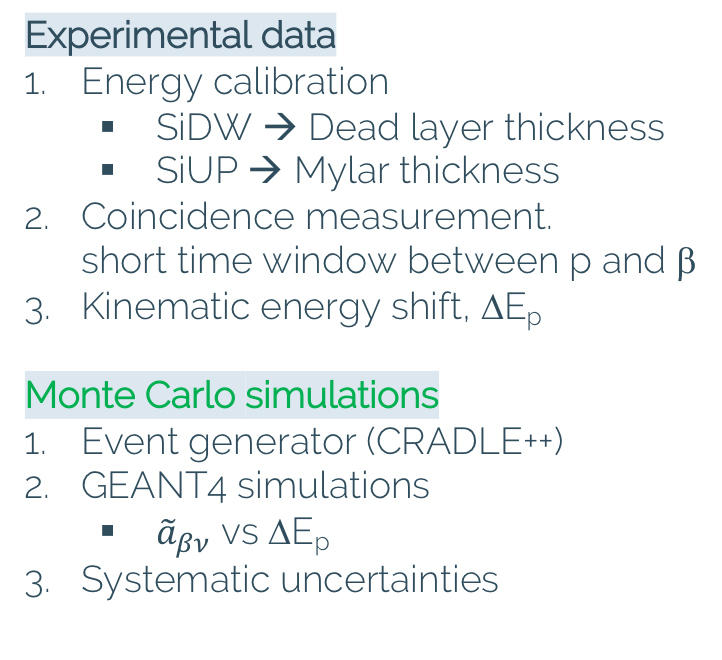 Experimental data
1. Energy calibration
▪ SiDW → Dead layer thickness
▪ SiUP → Mylar thickness
2. Coincidence measurement.
short time window between p and β
3. Kinematic energy shift, ΔEₚ
Monte Carlo simulations
1. Event generator (CRADLE++)
2. GEANT4 simulations
▪ ã_βν vs ΔEₚ
3. Systematic uncertainties